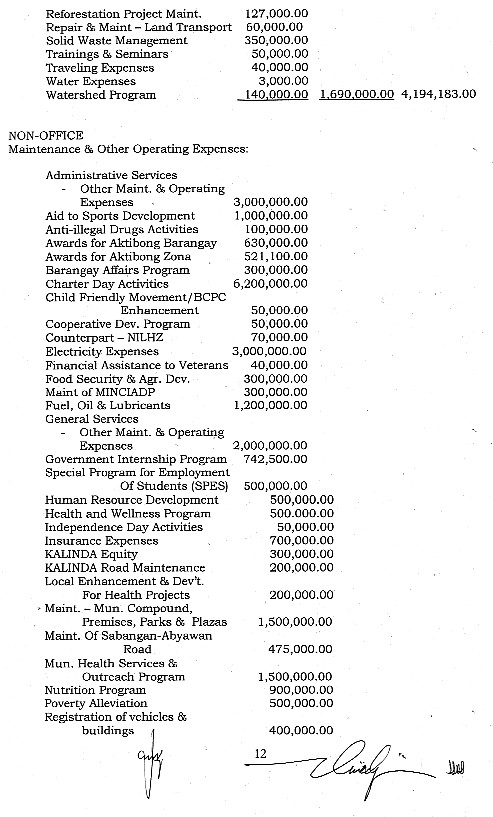 Reforestation Project Maint. 127,000.00
Repair & Maint – Land Transport 60,000.00
Solid Waste Management 350,000.00
Trainings & Seminars 50,000.00
Traveling Expenses 40,000.00
Water Expenses 3,000.00
Watershed Program 140,000.00 1,690,000.00 4,194,183.00
NON-OFFICE
Maintenance & Other Operating Expenses:
Administrative Services
- Other Maint. & Operating
Expenses 3,000,000.00
Aid to Sports Development 1,000,000.00
Anti-illegal Drugs Activities 100,000.00
Awards for Aktibong Barangay 630,000.00
Awards for Aktibong Zona 521,100.00
Barangay Affairs Program 300,000.00
Charter Day Activities 6,200,000.00
Child Friendly Movement/BCPC
Enhancement 50,000.00
Cooperative Dev. Program 50,000.00
Counterpart – NILHZ 70,000.00
Electricity Expenses 3,000,000.00
Financial Assistance to Veterans 40,000.00
Food Security & Agr. Dev. 300,000.00
Maint of MINCIADP 300,000.00
Fuel, Oil & Lubricants 1,200,000.00
General Services
- Other Maint. & Operating
Expenses 2,000,000.00
Government Internship Program 742,500.00
Special Program for Employment
Of Students (SPES) 500,000.00
Human Resource Development 500,000.00
Health and Wellness Program 500.000.00
Independence Day Activities 50,000.00
Insurance Expenses 700,000.00
KALINDA Equity 300,000.00
KALINDA Road Maintenance 200,000.00
Local Enhancement & Dev't.
For Health Projects 200,000.00
Maint. – Mun. Compound,
Premises, Parks & Plazas 1,500,000.00
Maint. Of Sabangan-Abyawan
Road 475,000.00
Mun. Health Services &
Outreach Program 1,500,000.00
Nutrition Program 900,000.00
Poverty Alleviation 500,000.00
Registration of vehicles &
buildings 400,000.00
12